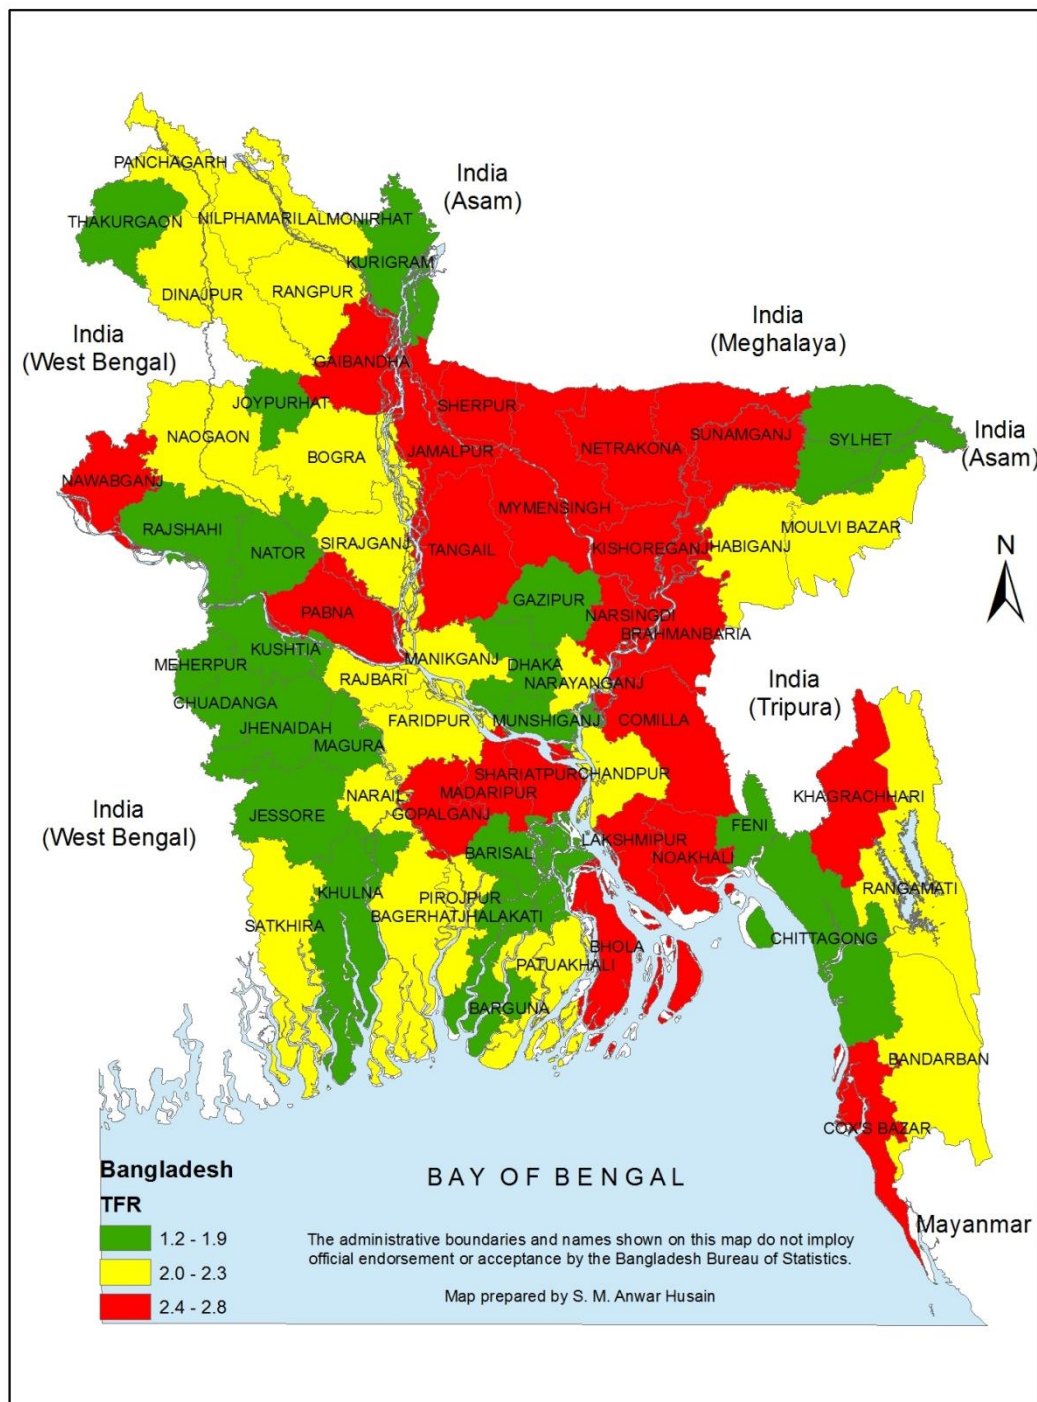 PANCHAGARH
India
(Asam)
THAKURGAON
NILPHAMARI
LALMONIRHAT
KURIGRAM
DINAJPUR
RANGPUR
India
(West Bengal)
India
(Meghalaya)
GAIBANDHA
JOYPURHAT
SHERPUR
NAOGAON
NETRAKONA
SUNAMGANJ
SYLHET
India
(Asam)
BOGRA
JAMALPUR
NAWABGANJ
MYMENSINGH
MOULVI BAZAR
RAJSHAHI
NATOR
SIRAJGANJ
TANGAIL
KISHOREGANJ
HABIGANJ
N
GAZIPUR
PABNA
NARSINGDI
BRAHMANBARIA
KUSHTIA
MEHERPUR
MANIKGANJ
DHAKA
RAJBARI
NARAYANGANJ
India
(Tripura)
CHUADANGA
JHENAIDAH
MAGURA
FARIDPUR
MUNSHIGANJ
COMILLA
SHARIATPUR
CHANDPUR
MADARIPUR
NARAIL
GOPALGANJ
KHAGRACHHARI
India
(West Bengal)
JESSORE
FENI
LAKSHMIPUR
NOAKHALI
BARISAL
KHULNA
PIROJPUR
RANGAMATI
SATKHIRA
BAGERHAT
JHALAKATI
CHITTAGONG
BHOLA
PATUAKHALI
BARGUNA
BANDARBAN
COX'S BAZAR
BAY OF BENGAL
Mayanmar
Bangladesh
TFR
1.2 - 1.9
2.0 - 2.3
2.4 - 2.8
The administrative boundaries and names shown on this map do not imploy
official endorsement or acceptance by the Bangladesh Bureau of Statistics.
Map prepared by S. M. Anwar Husain